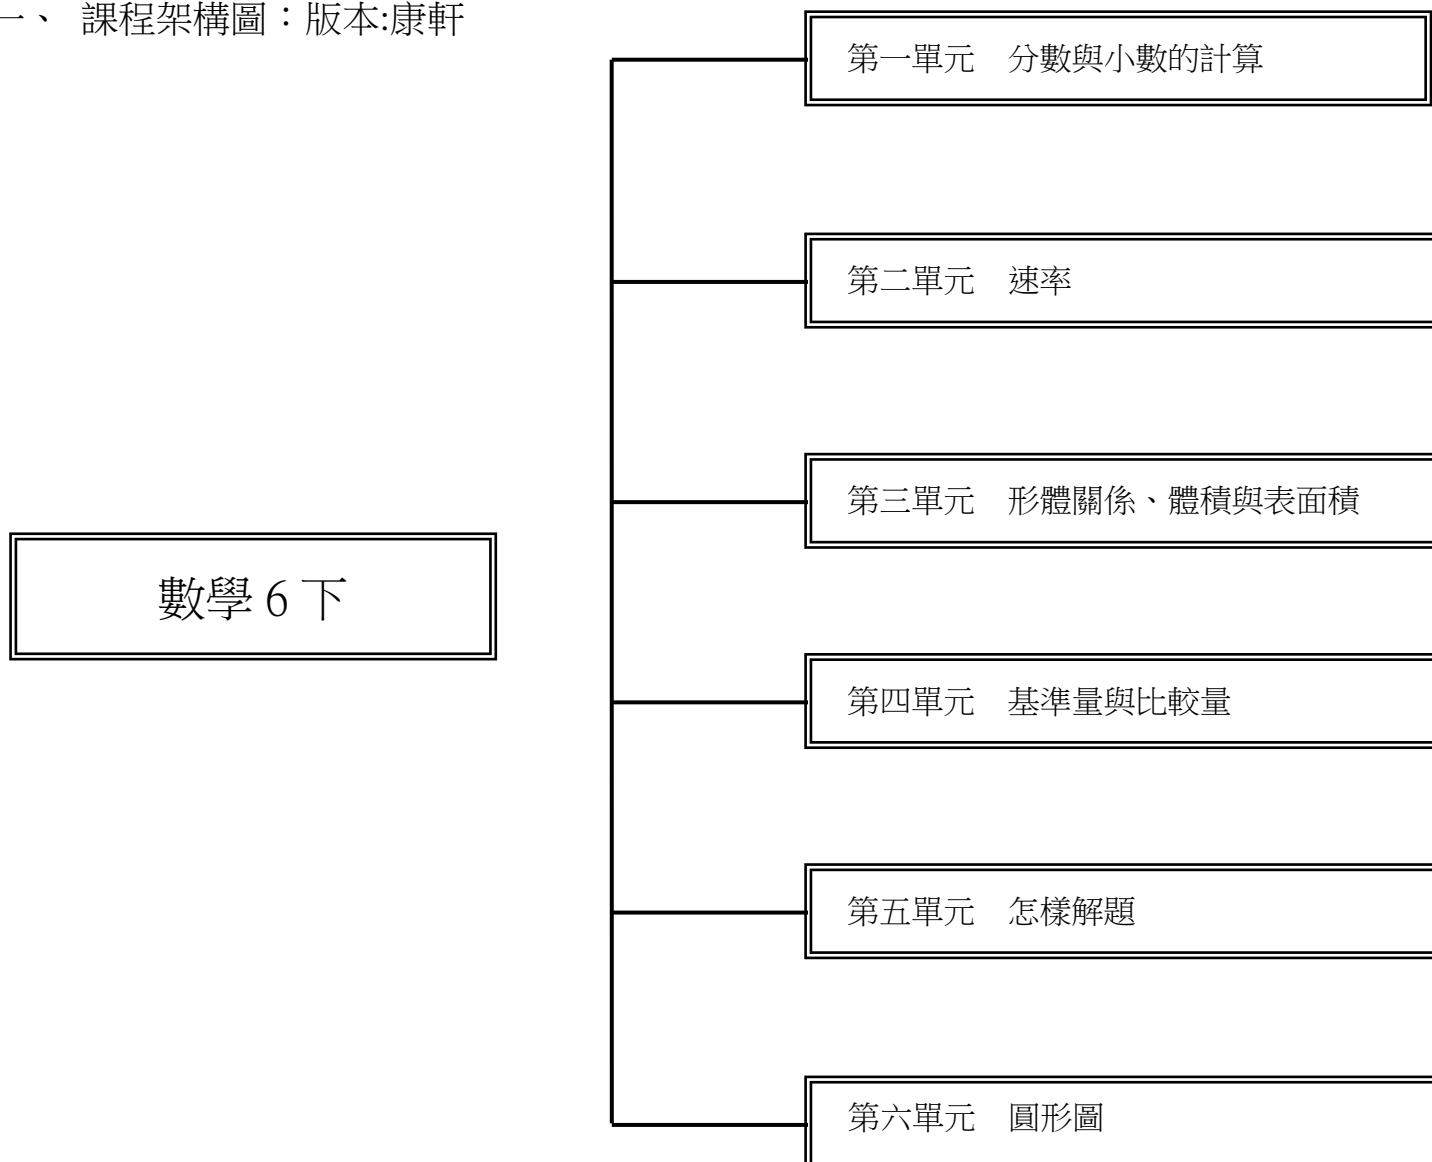 一、 課程架構圖：版本:康軒
第一單元　分數與小數的計算
第二單元　速率
第三單元　形體關係、體積與表面積
數學 6 下
第四單元　基準量與比較量
第五單元　怎樣解題
第六單元　圓形圖